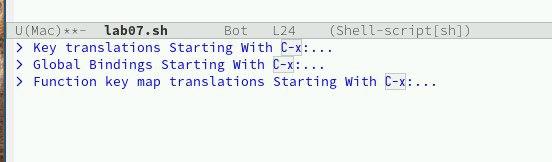 U(Mac)**-  lab07.sh  Bot  L24  (Shell-script[sh])
> Key translations Starting With C-x:...
> Global Bindings Starting With C-x:...
> Function key map translations Starting With C-x:...